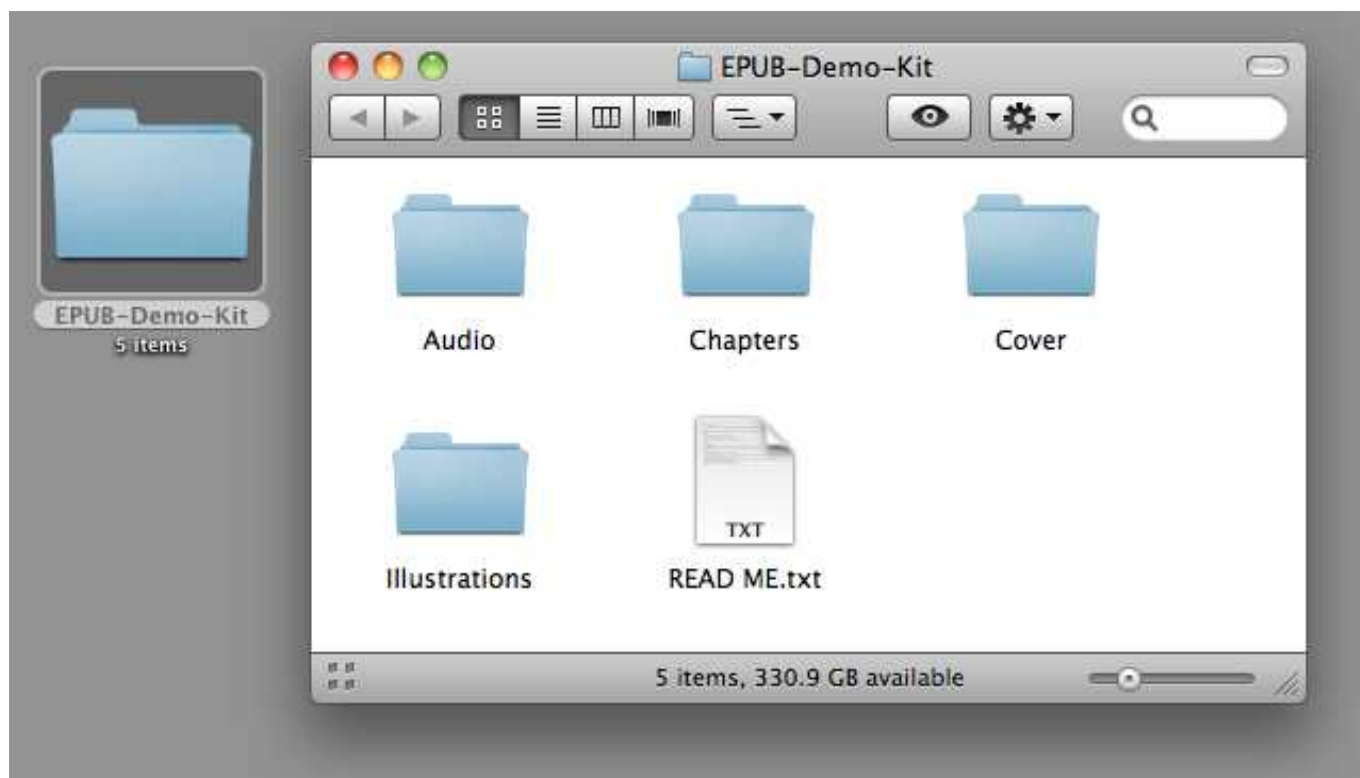 EPUB-Demo-Kit
5 items
EPUB-Demo-Kit
Audio
Chapters
Cover
Illustrations
TXT
READ ME.txt
5 items, 330.9 GB available